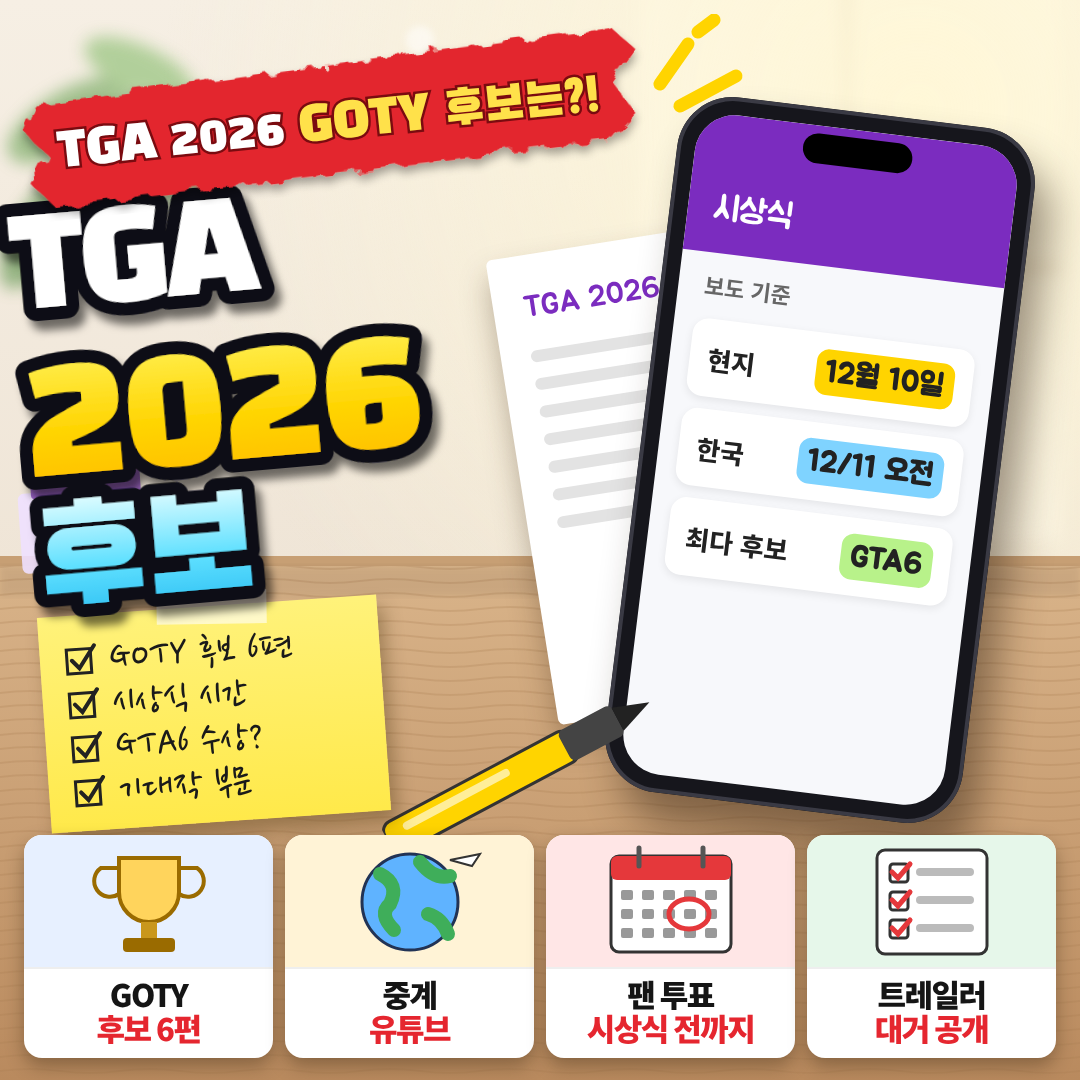 TGA 2026 GOTY 후보는?!
TGA
2026
후보
TGA 2026
시상식
보도 기준
현지 12월 10일
한국 12/11 오전
최다 후보 GTA6
GOTY 후보 6편
시상식 시간
GTA6 수상?
기대작 부문
GOTY
후보 6편
중계
유튜브
팬 투표
시상식 전까지
트레일러
대거 공개